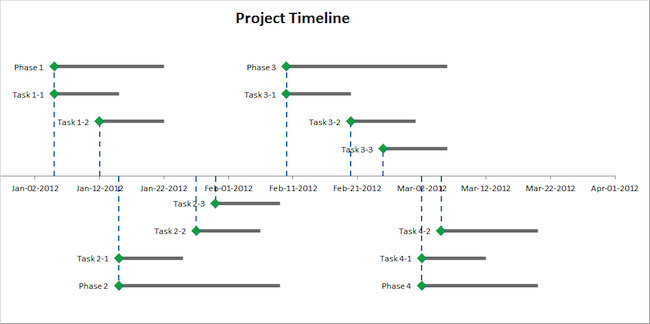 Project Timeline
Phase 1
Phase 3
Task 1-1
Task 3-1
Task 1-2
Task 3-2
Task 3-3
Jan-02-2012 Jan-12-2012 Jan-22-2012 Feb-01-2012 Feb-11-2012 Feb-21-2012 Mar-02-2012 Mar-12-2012 Mar-22-2012 Apr-01-2012
Task 2-3
Task 2-2
Task 4-2
Task 2-1
Task 4-1
Phase 2
Phase 4